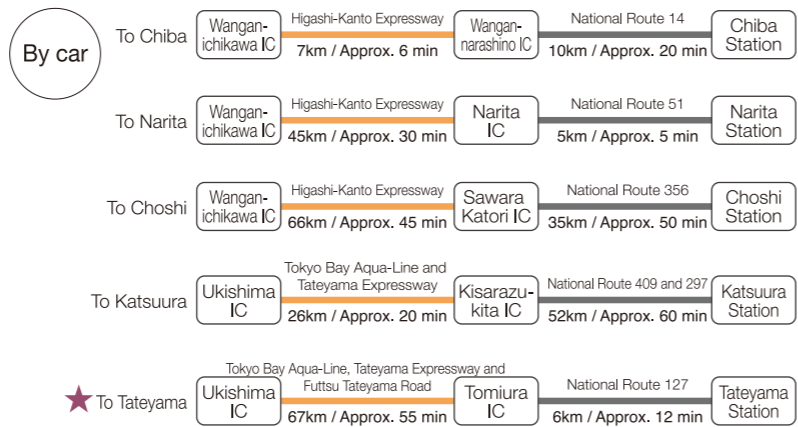 By car
To Chiba
Wangan-
ichikawa IC
Higashi-Kanto Expressway
7km / Approx. 6 min
Wangan-
narashino IC
National Route 14
10km / Approx. 20 min
Chiba
Station
To Narita
Wangan-
ichikawa IC
Higashi-Kanto Expressway
45km / Approx. 30 min
Narita
IC
National Route 51
5km / Approx. 5 min
Narita
Station
To Choshi
Wangan-
ichikawa IC
Higashi-Kanto Expressway
66km / Approx. 45 min
Sawara
Katori IC
National Route 356
35km / Approx. 50 min
Choshi
Station
To Katsuura
Ukishima
IC
Tokyo Bay Aqua-Line and
Tateyama Expressway
26km / Approx. 20 min
Kisarazu-
kita IC
National Route 409 and 297
52km / Approx. 60 min
Katsuura
Station
★ To Tateyama
Ukishima
IC
Tokyo Bay Aqua-Line, Tateyama Expressway and
Futtsu Tateyama Road
67km / Approx. 55 min
Tomiura
IC
National Route 127
6km / Approx. 12 min
Tateyama
Station